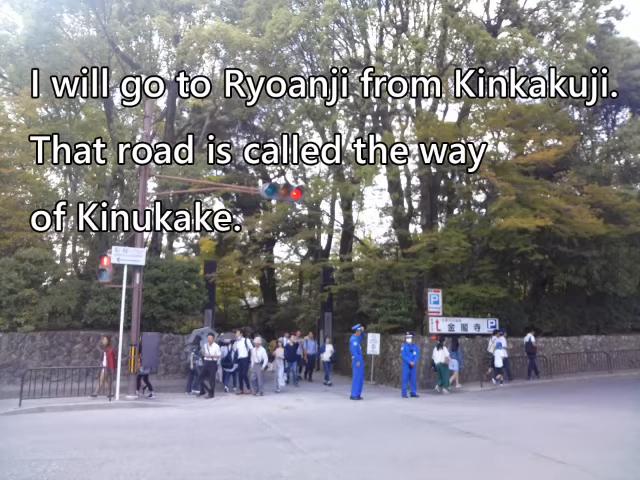 I will go to Ryoanji from Kinkakuji.
That road is called the way
of Kinukake.
P
金閣寺 P